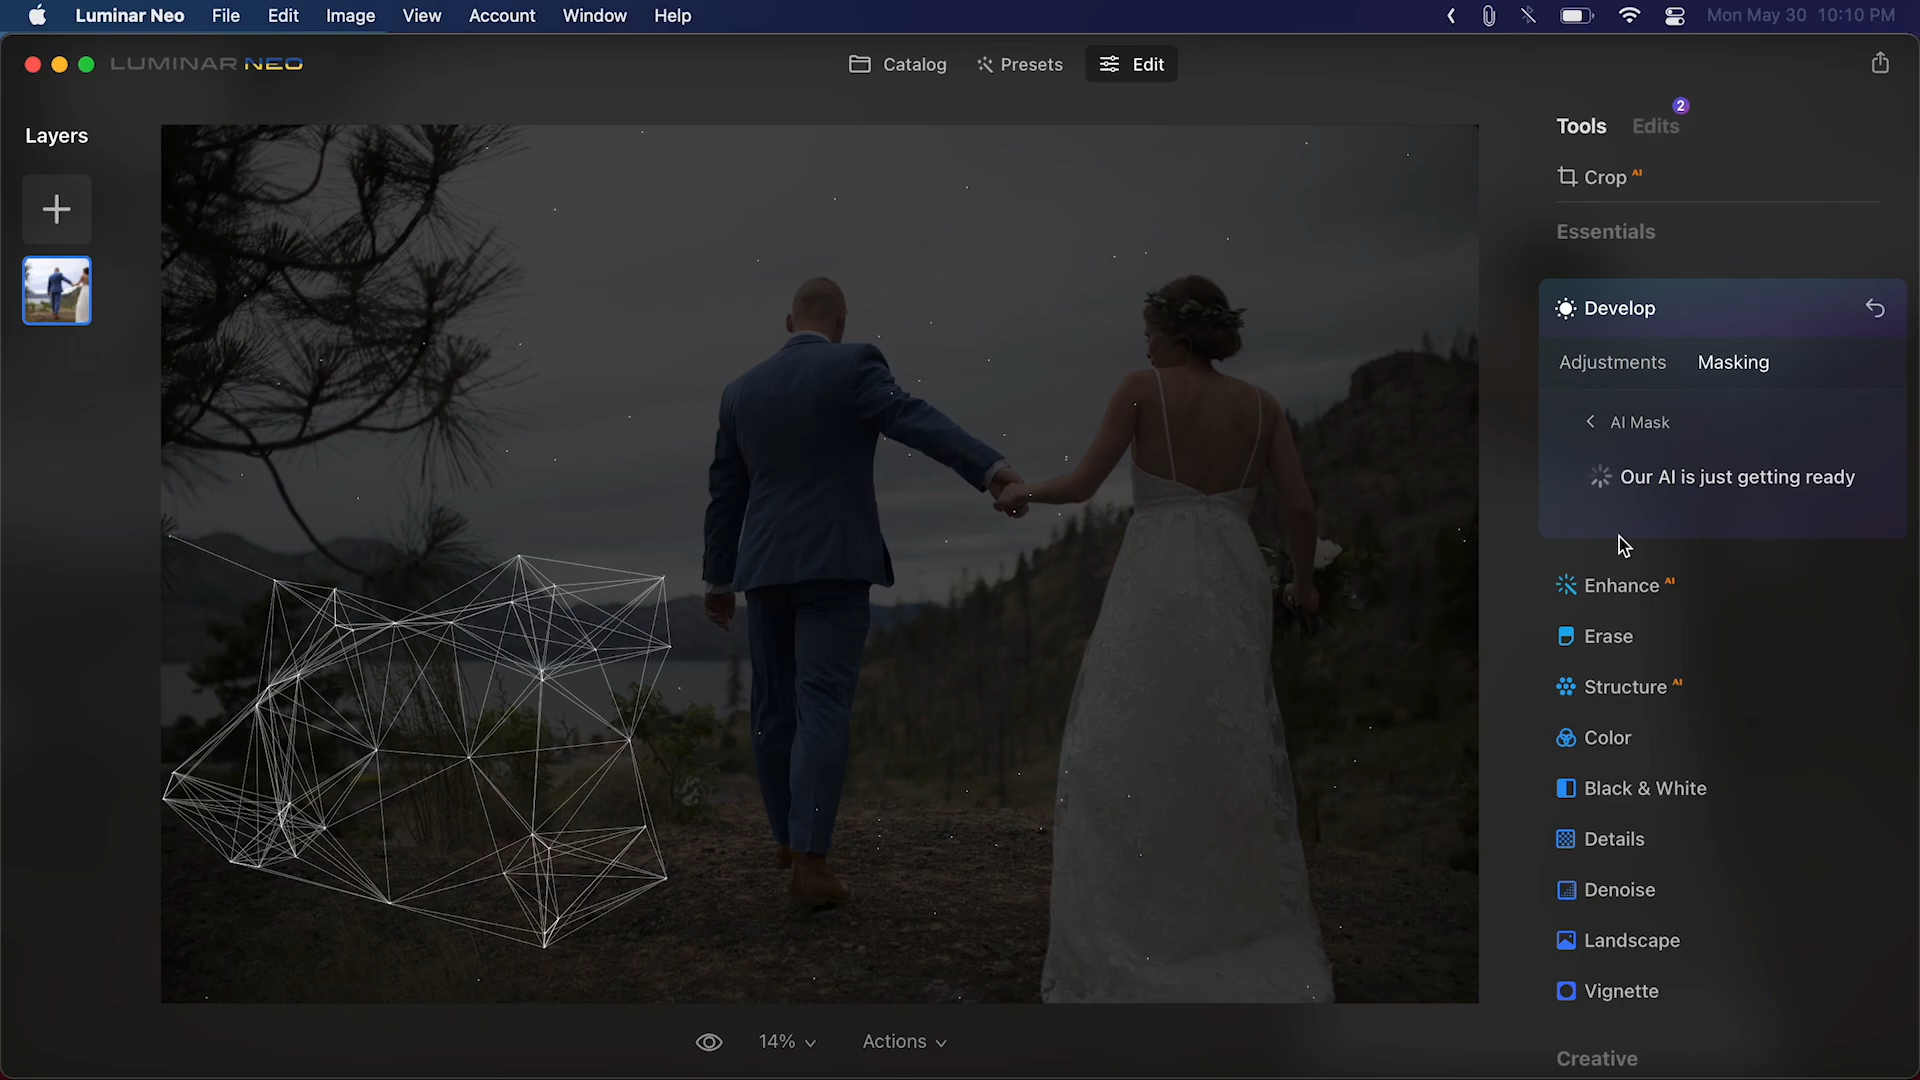 Luminar Neo File Edit Image View Account Window Help Mon May 30 10:10 PM
LUMINAR NEO Catalog Presets Edit
Layers
2
Tools Edits
Crop AI
Essentials
Develop
Adjustments Masking
AI Mask
Our AI is just getting ready
Enhance AI
Erase
Structure AI
Color
Black & White
Details
Denoise
Landscape
Vignette
Creative
14% Actions